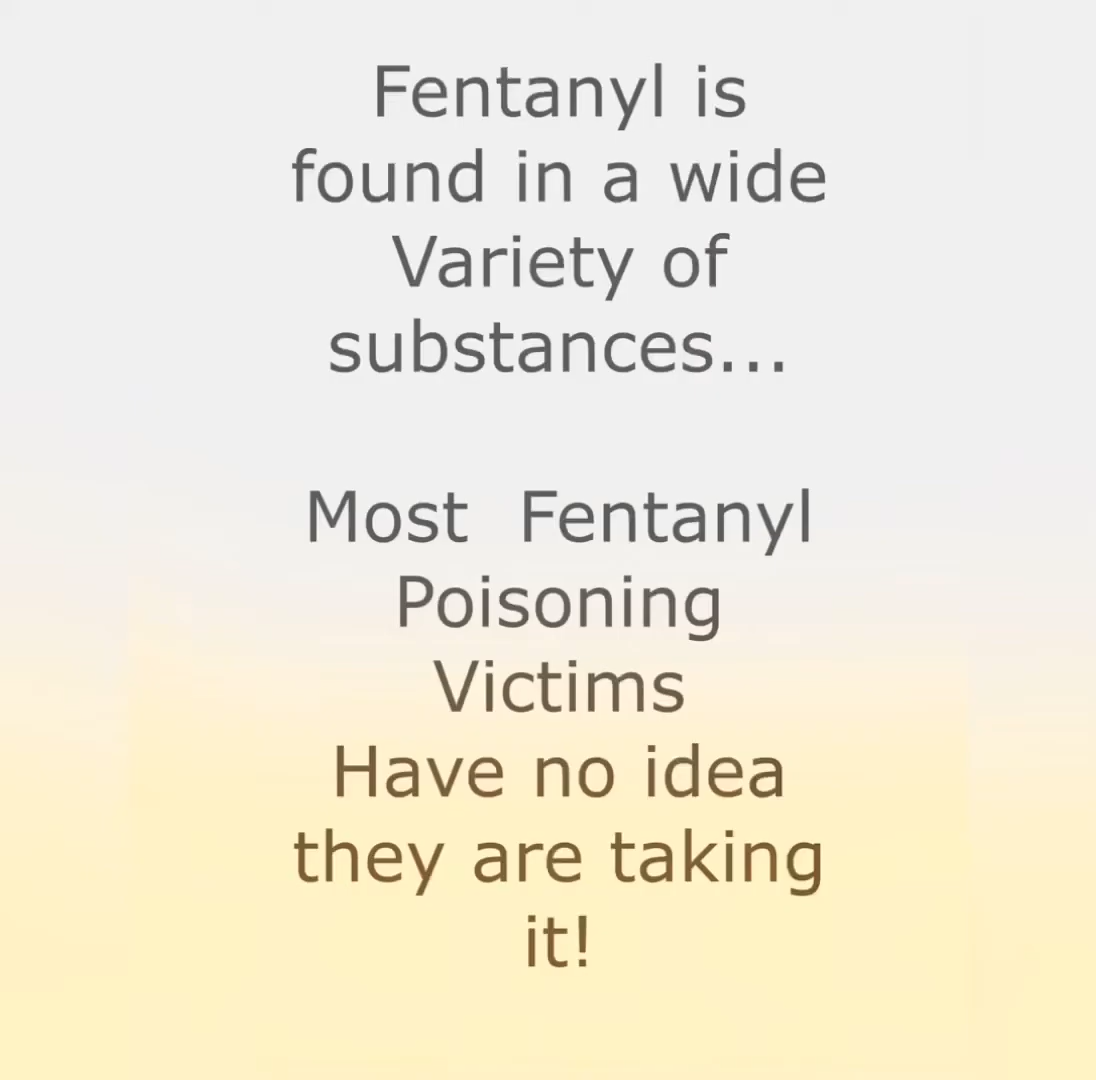 Fentanyl is
found in a wide
Variety of
substances...
Most  Fentanyl
Poisoning
Victims
Have no idea
they are taking
it!